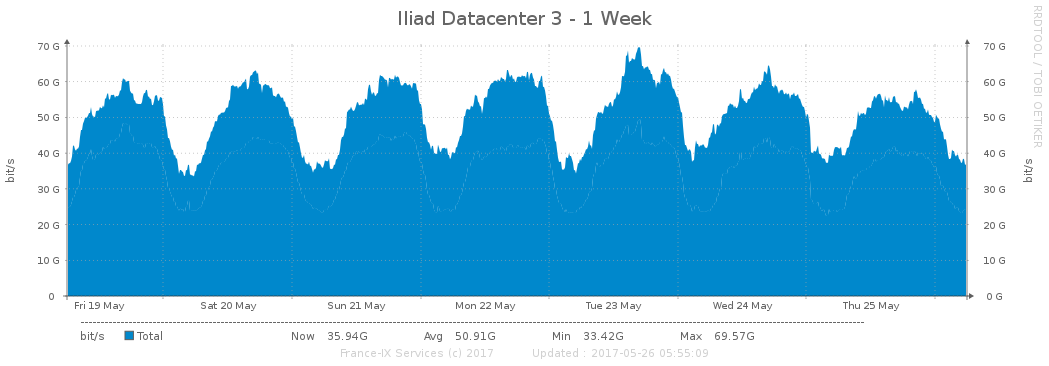 Iliad Datacenter 3 - 1 Week
RRDTOOL / TOBI OETIKER
70 G 70 G
60 G 60 G
50 G 50 G
40 G 40 G
30 G 30 G
20 G 20 G
10 G 10 G
0 0 G
bit/s bit/s
Fri 19 May Sat 20 May Sun 21 May Mon 22 May Tue 23 May Wed 24 May Thu 25 May
bit/s Total Now 35.94G Avg 50.91G Min 33.42G Max 69.57G
France-IX Services (c) 2017 Updated : 2017-05-26 05:55:09